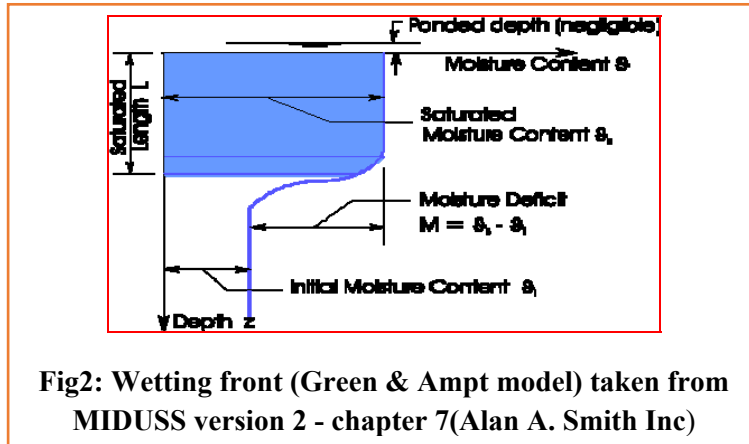 Ponded depth (negligible)
Moisture Content ϑ
Saturated
Length L
Saturated
Moisture Content ϑs
Moisture Deficit
M = ϑs - ϑi
Initial Moisture Content ϑi
Depth z
Fig2: Wetting front (Green & Ampt model) taken from
MIDUSS version 2 - chapter 7(Alan A. Smith Inc)